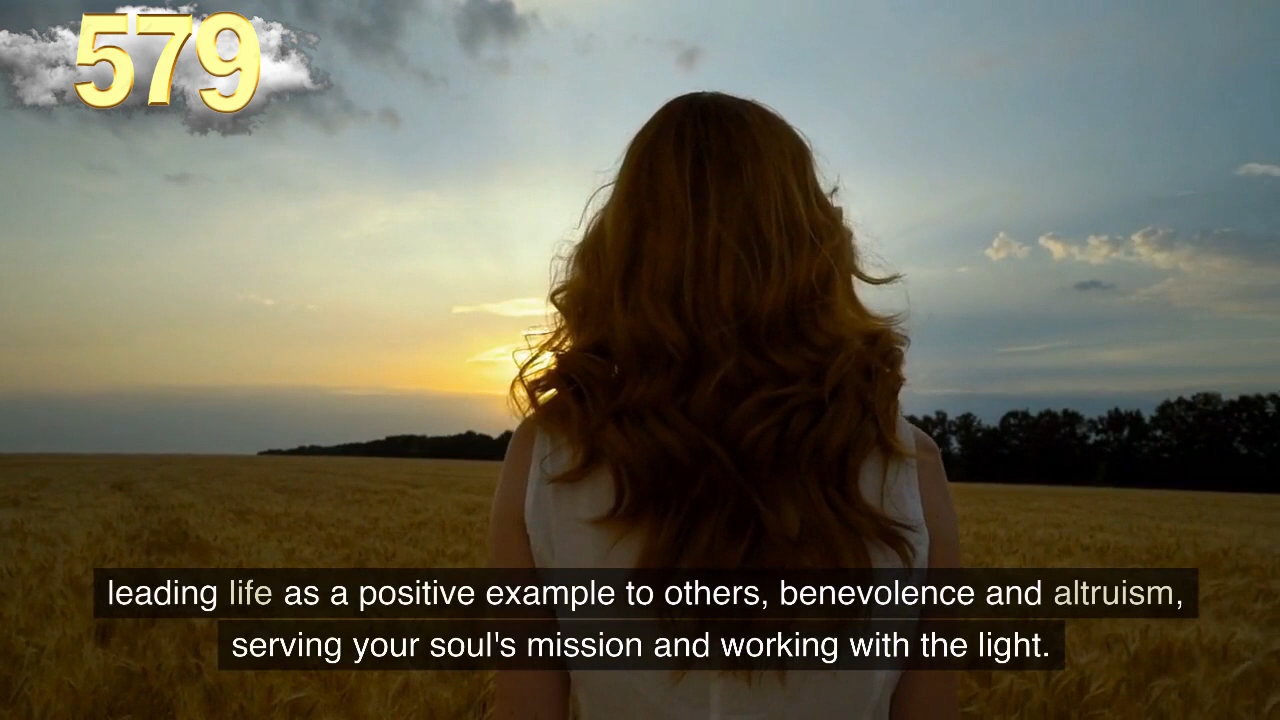 579
leading life as a positive example to others, benevolence and altruism,
serving your soul's mission and working with the light.